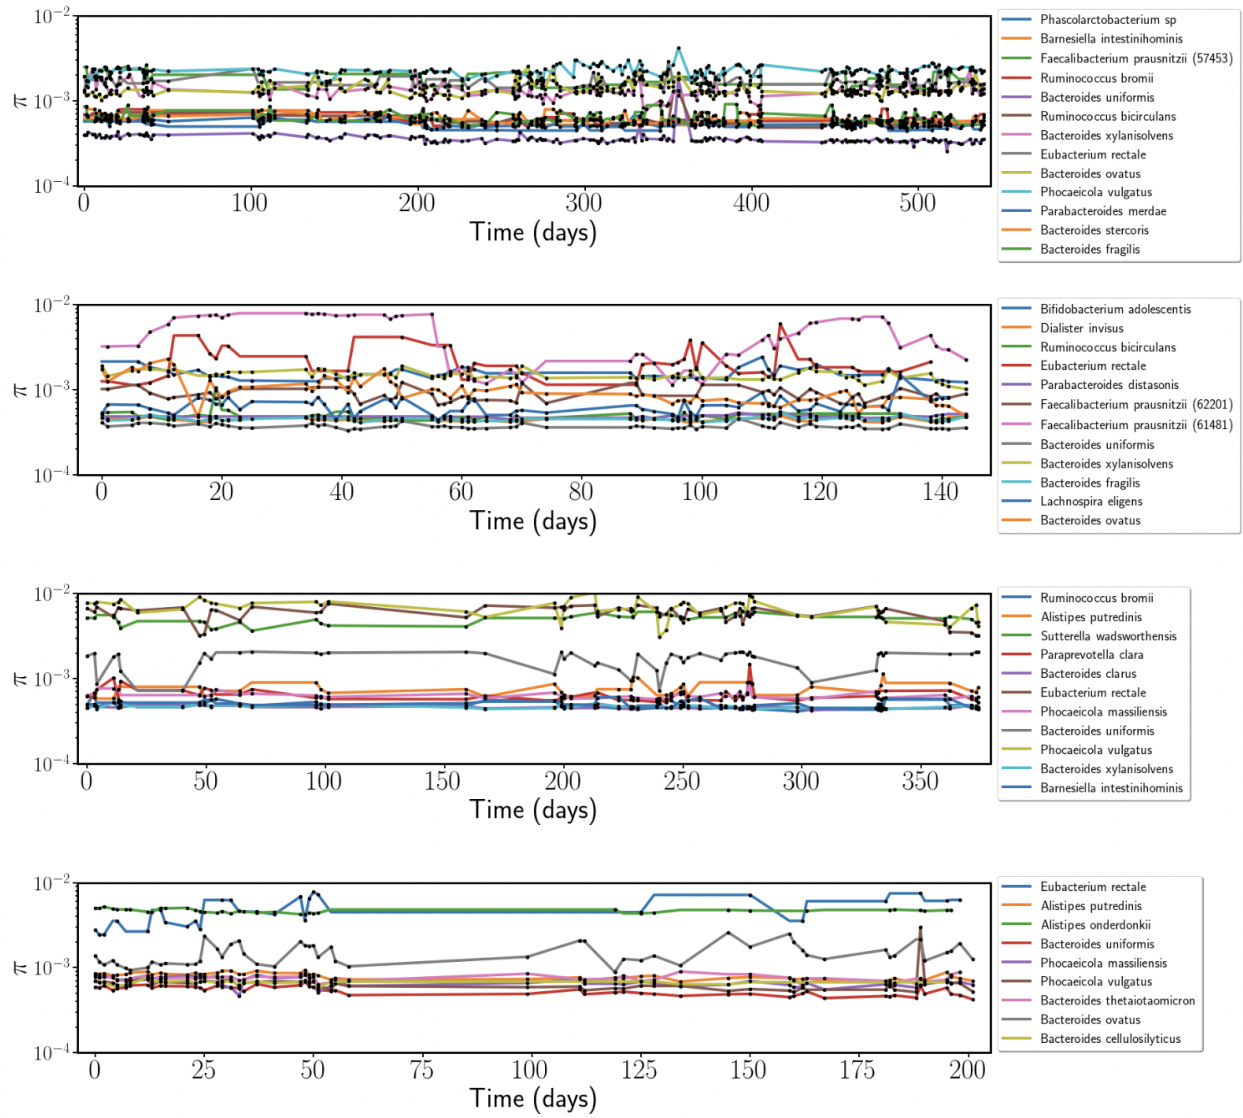 10⁻²
10⁻³
10⁻⁴
π
0 100 200 300 400 500
Time (days)
Phascolarctobacterium sp
Barnesiella intestinihominis
Faecalibacterium prausnitzii (57453)
Ruminococcus bromii
Bacteroides uniformis
Ruminococcus bicirculans
Bacteroides xylanisolvens
Eubacterium rectale
Bacteroides ovatus
Phocaeicola vulgatus
Parabacteroides merdae
Bacteroides stercoris
Bacteroides fragilis
10⁻²
10⁻³
10⁻⁴
π
0 20 40 60 80 100 120 140
Time (days)
Bifidobacterium adolescentis
Dialister invisus
Ruminococcus bicirculans
Eubacterium rectale
Parabacteroides distasonis
Faecalibacterium prausnitzii (62201)
Faecalibacterium prausnitzii (61481)
Bacteroides uniformis
Bacteroides xylanisolvens
Bacteroides fragilis
Lachnospira eligens
Bacteroides ovatus
10⁻²
10⁻³
10⁻⁴
π
0 50 100 150 200 250 300 350
Time (days)
Ruminococcus bromii
Alistipes putredinis
Sutterella wadsworthensis
Paraprevotella clara
Bacteroides clarus
Eubacterium rectale
Phocaeicola massiliensis
Bacteroides uniformis
Phocaeicola vulgatus
Bacteroides xylanisolvens
Barnesiella intestinihominis
10⁻²
10⁻³
10⁻⁴
π
0 25 50 75 100 125 150 175 200
Time (days)
Eubacterium rectale
Alistipes putredinis
Alistipes onderdonkii
Bacteroides uniformis
Phocaeicola massiliensis
Phocaeicola vulgatus
Bacteroides thetaiotaomicron
Bacteroides ovatus
Bacteroides cellulosilyticus